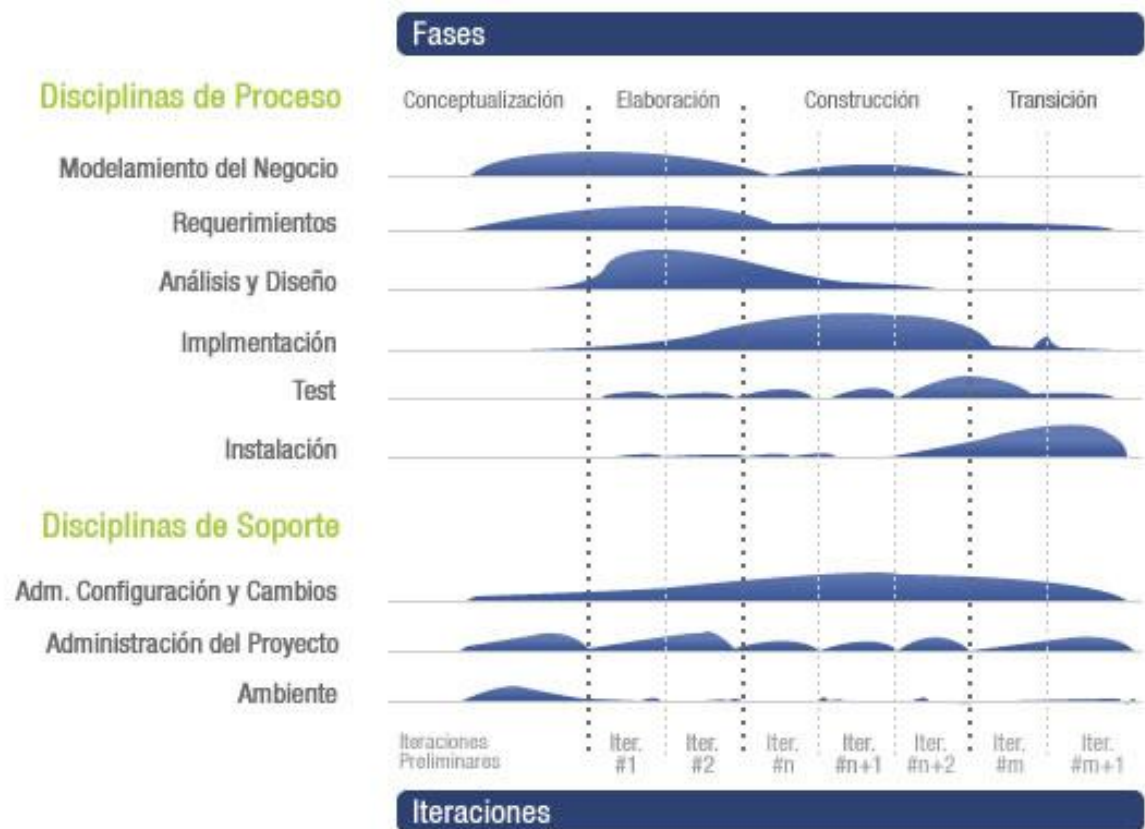 Fases
Disciplinas de Proceso
Conceptualización Elaboración Construcción Transición
Modelamiento del Negocio
Requerimientos
Análisis y Diseño
Implmentación
Test
Instalación
Disciplinas de Soporte
Adm. Configuración y Cambios
Administración del Proyecto
Ambiente
Iteraciones Preliminares
Iter. #1
Iter. #2
Iter. #n
Iter. #n+1
Iter. #n+2
Iter. #m
Iter. #m+1
Iteraciones